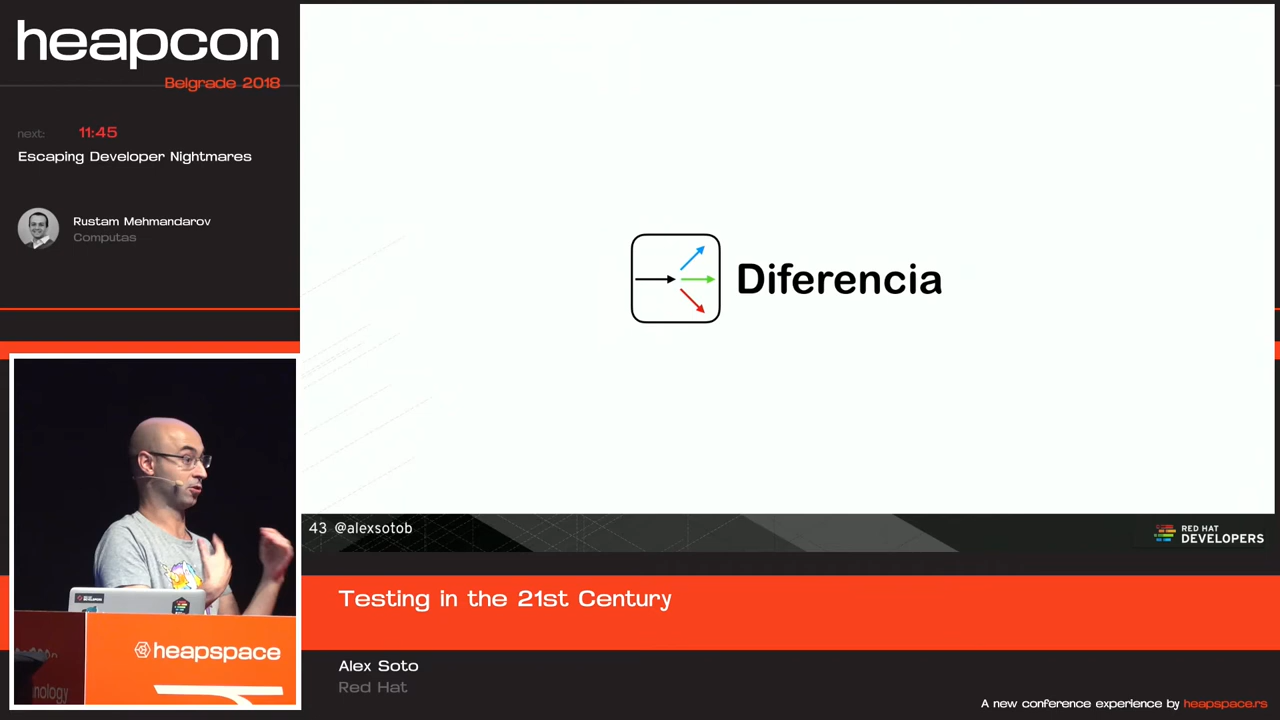 heapcon
Belgrade 2018
next: 11:45
Escaping Developer Nightmares
Rustam Mehmandarov
Computas
Diferencia
43 @alexsotob
RED HAT
DEVELOPERS
heapspace
Testing in the 21st Century
Alex Soto
Red Hat
A new conference experience by heapspace.rs